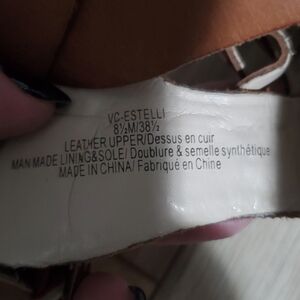 VC-ESTELLI
8½M/38½
LEATHER UPPER/Dessus en cuir
MAN MADE LINING&SOLE/ Doublure & semelle synthétique
MADE IN CHINA/ Fabriqué en Chine